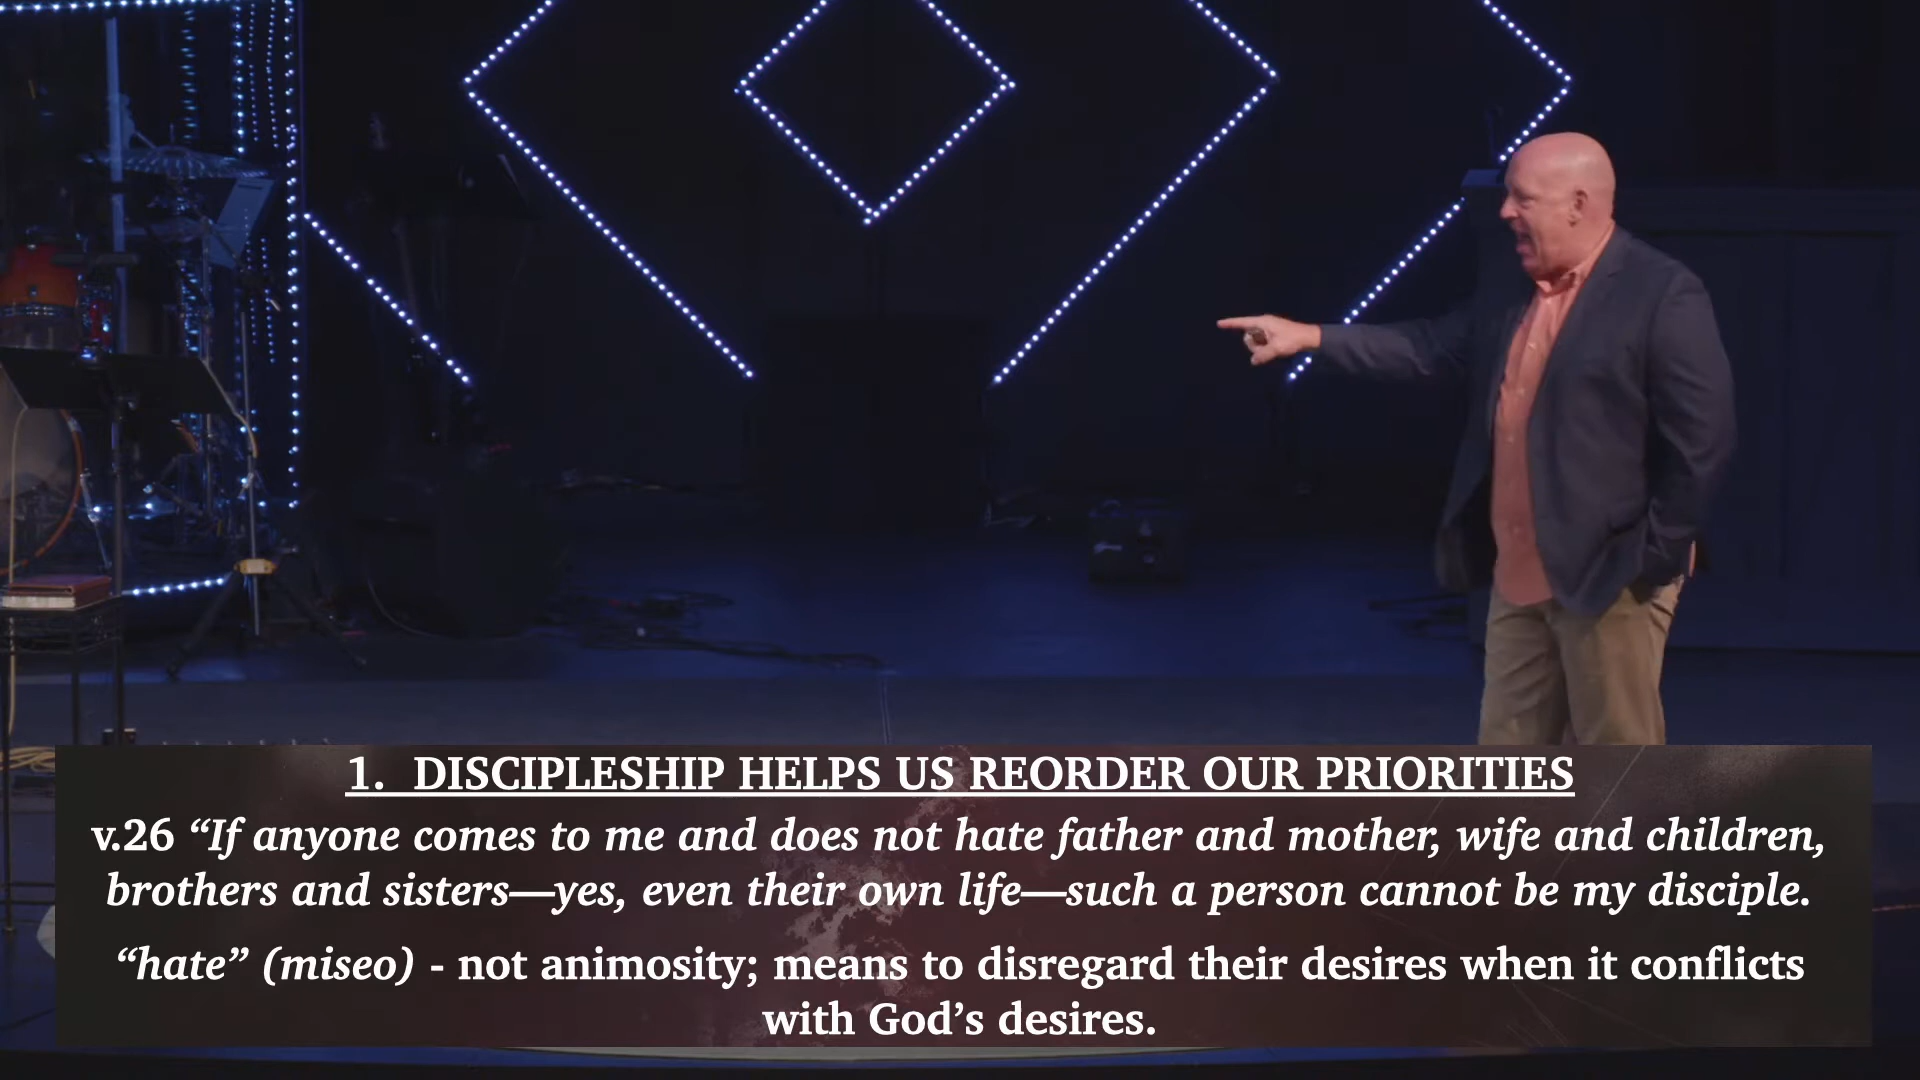 1. DISCIPLESHIP HELPS US REORDER OUR PRIORITIES
v.26 “If anyone comes to me and does not hate father and mother, wife and children,
brothers and sisters—yes, even their own life—such a person cannot be my disciple.
“hate” (miseo) - not animosity; means to disregard their desires when it conflicts
with God’s desires.